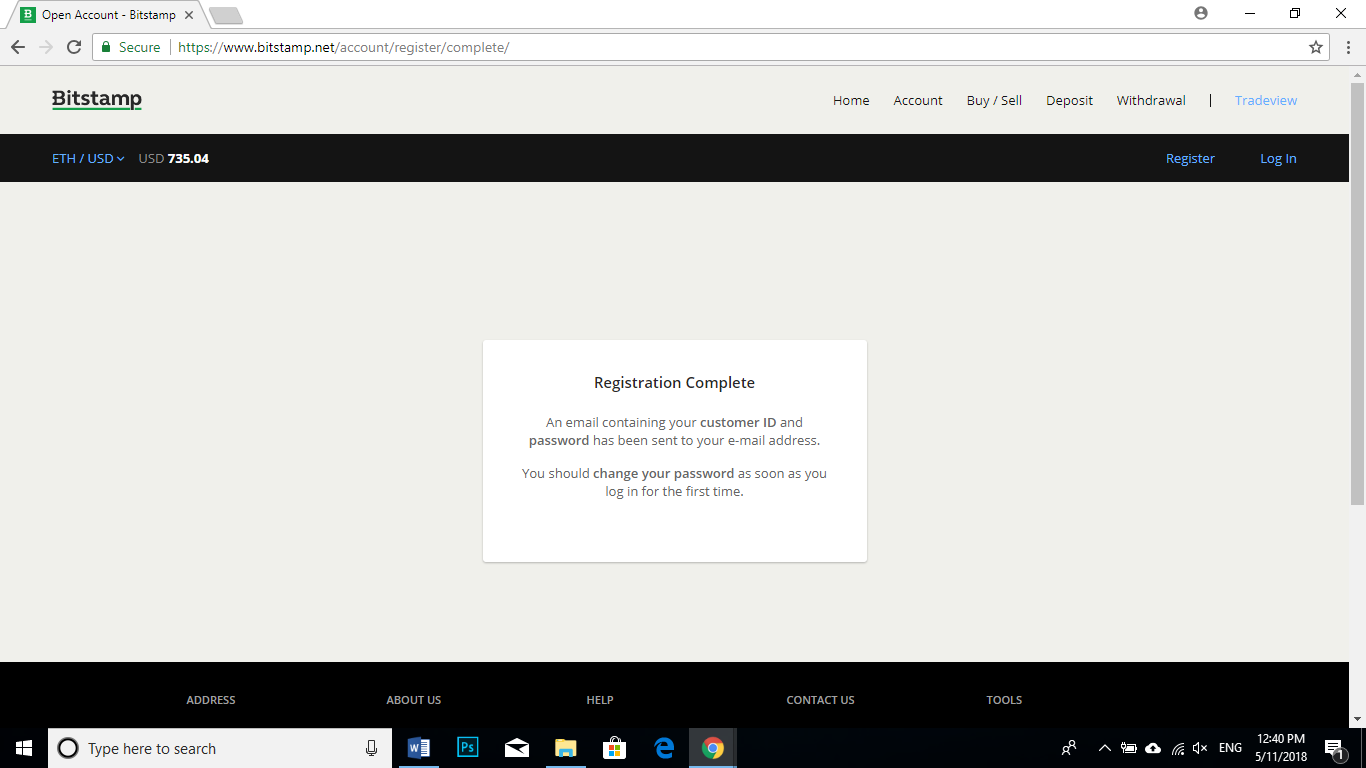 Open Account - Bitstamp
Secure https://www.bitstamp.net/account/register/complete/
Bitstamp
Home Account Buy / Sell Deposit Withdrawal | Tradeview
ETH / USD USD 735.04 Register Log In
Registration Complete
An email containing your customer ID and
password has been sent to your e-mail address.
You should change your password as soon as you
log in for the first time.
ADDRESS ABOUT US HELP CONTACT US TOOLS
Type here to search
Ps
ENG
12:40 PM
5/11/2018
1